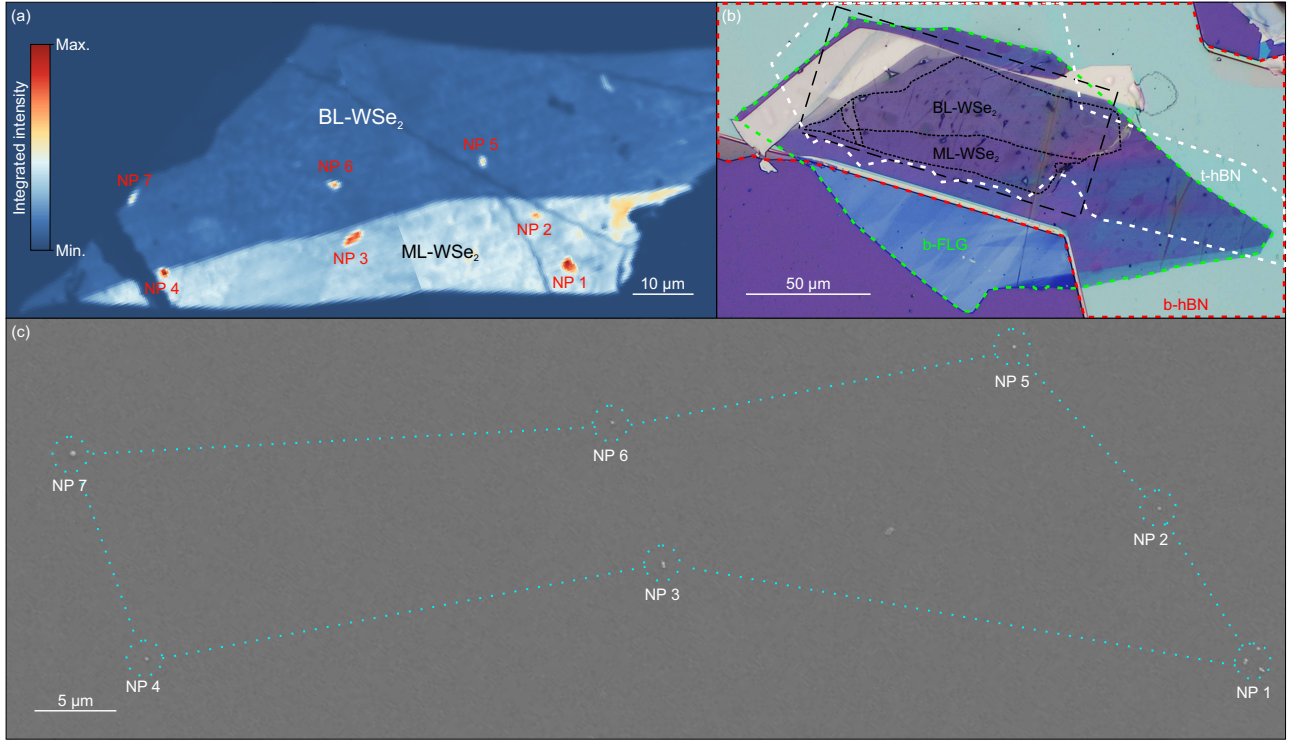 (a)
Max.
Integrated intensity
Min.
BL-WSe₂
NP 5
NP 6
NP 7
NP 2
ML-WSe₂
NP 3
NP 1
NP 4
10 µm
(b)
BL-WSe₂
ML-WSe₂
t-hBN
b-FLG
50 µm
b-hBN
(c)
NP 5
NP 6
NP 7
NP 2
NP 3
NP 4
NP 1
5 µm